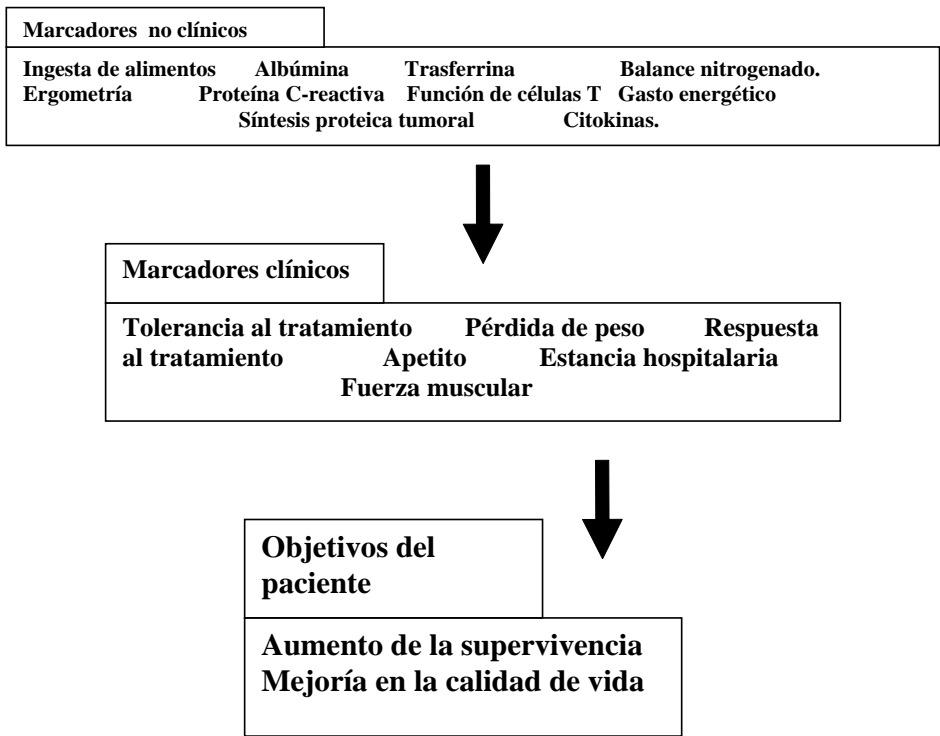 Marcadores no clínicos
Ingesta de alimentos Albúmina Trasferrina Balance nitrogenado.
Ergometría Proteína C-reactiva Función de células T Gasto energético
Síntesis proteica tumoral Citokinas.
Marcadores clínicos
Tolerancia al tratamiento Pérdida de peso Respuesta
al tratamiento Apetito Estancia hospitalaria
Fuerza muscular
Objetivos del
paciente
Aumento de la supervivencia
Mejoría en la calidad de vida